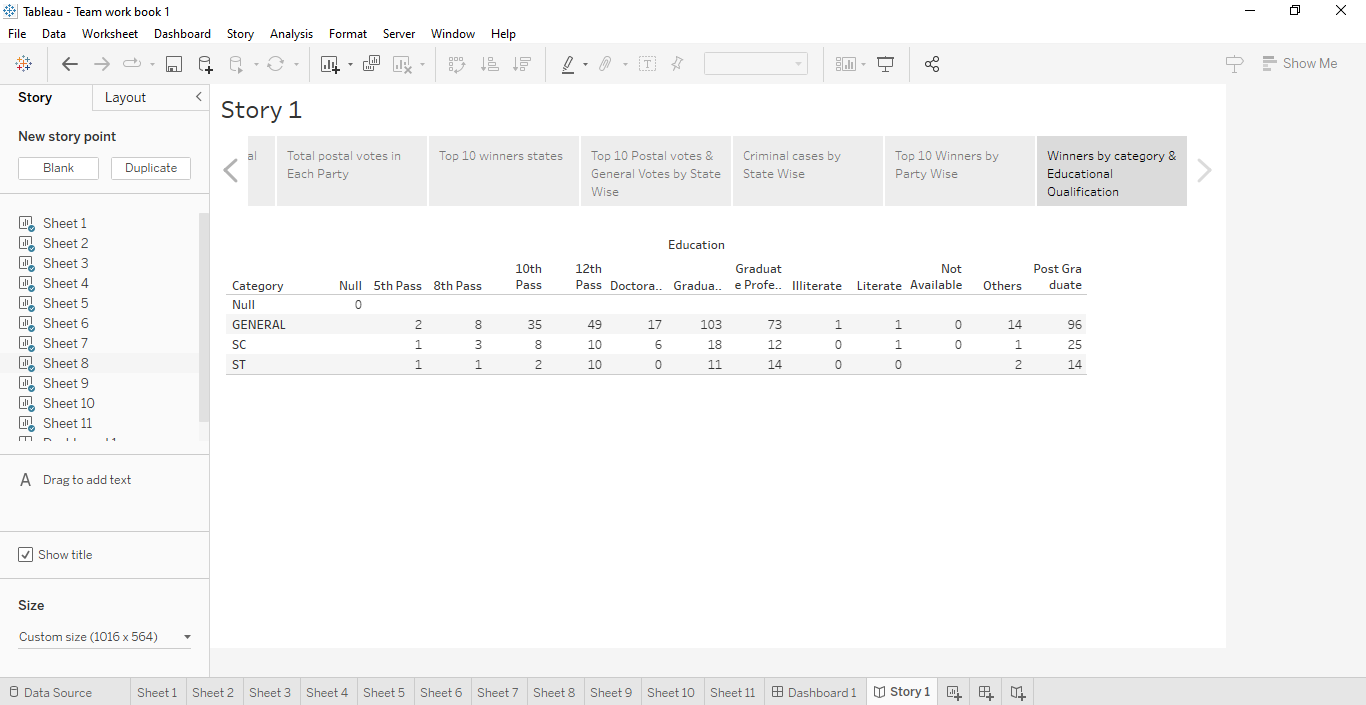 Tableau - Team work book 1
File Data Worksheet Dashboard Story Analysis Format Server Window Help
Show Me
Story Layout
New story point
Blank Duplicate
Sheet 1
Sheet 2
Sheet 3
Sheet 4
Sheet 5
Sheet 6
Sheet 7
Sheet 8
Sheet 9
Sheet 10
Sheet 11
A Drag to add text
Show title
Size
Custom size (1016 x 564)
Story 1
al
Total postal votes in
Each Party
Top 10 winners states
Top 10 Postal votes &
General Votes by State
Wise
Criminal cases by
State Wise
Top 10 Winners by
Party Wise
Winners by category &
Educational
Qualification
Education
10th 12th Graduat Not Post Gra
Category Null 5th Pass 8th Pass Pass Pass Doctora.. Gradua.. e Profe.. Illiterate Literate Available Others duate
Null 0
GENERAL 2 8 35 49 17 103 73 1 1 0 14 96
SC 1 3 8 10 6 18 12 0 1 0 1 25
ST 1 1 2 10 0 11 14 0 0 2 14
Data Source Sheet 1 Sheet 2 Sheet 3 Sheet 4 Sheet 5 Sheet 6 Sheet 7 Sheet 8 Sheet 9 Sheet 10 Sheet 11 Dashboard 1 Story 1